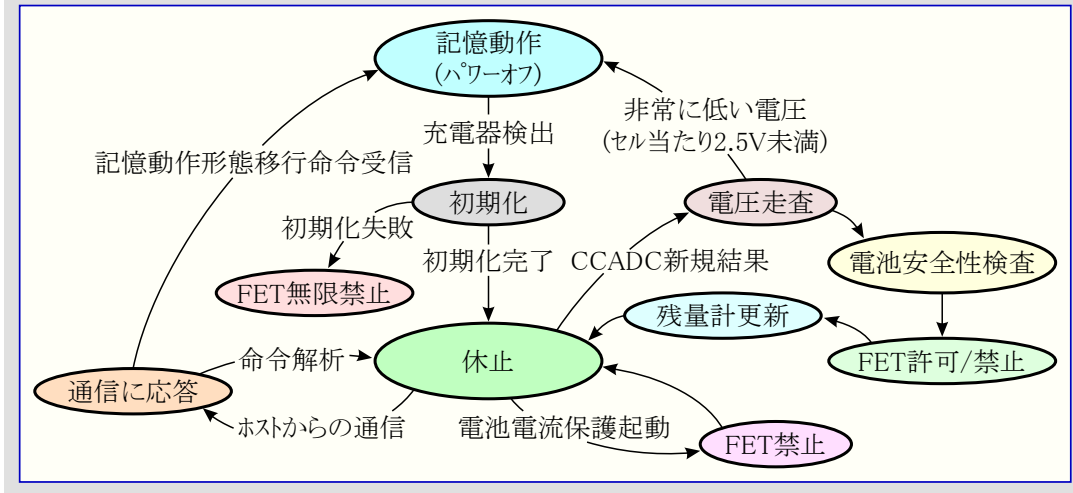 記憶動作
(ﾊﾟﾜｰｵﾌ)
非常に低い電圧
(ｾﾙ当たり2.5V未満)
充電器検出
記憶動作形態移行命令受信
初期化
電圧走査
初期化失敗
初期化完了
CCADC新規結果
電池安全性検査
FET無限禁止
残量計更新
命令解析
休止
FET許可/禁止
通信に応答
ﾎｽﾄからの通信
電池電流保護起動
FET禁止